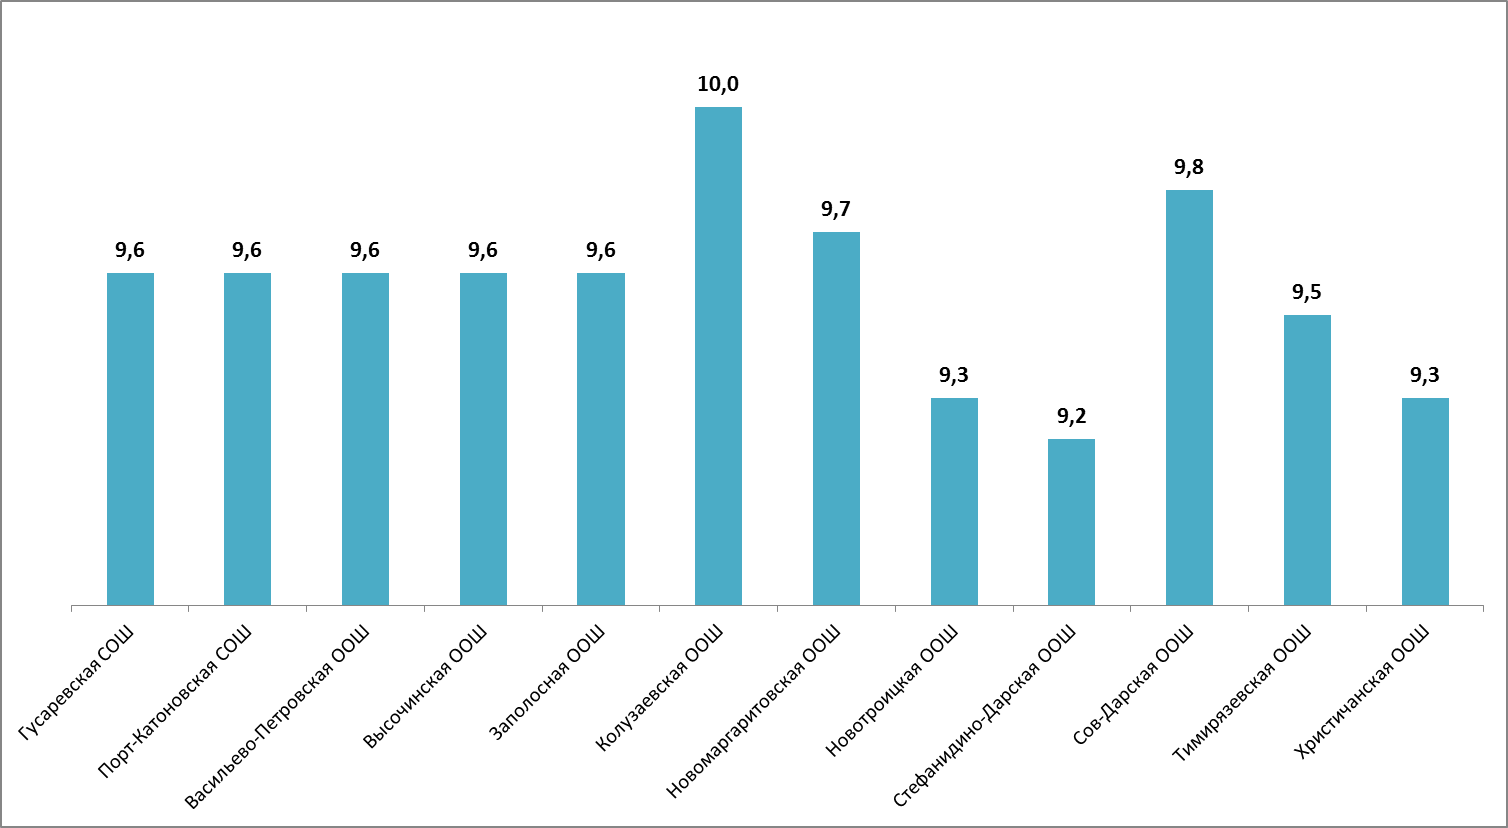 10,0
9,8
9,7
9,6
9,6
9,6
9,6
9,6
9,5
9,3
9,3
9,2
Гусаревская СОШ
Порт-Катоновская СОШ
Васильево-Петровская ООШ
Высочинская ООШ
Заполосная ООШ
Колузаевская ООШ
Новомаргаритовская ООШ
Новотроицкая ООШ
Стефанидино-Дарская ООШ
Сов-Дарская ООШ
Тимирязевская ООШ
Христичанская ООШ